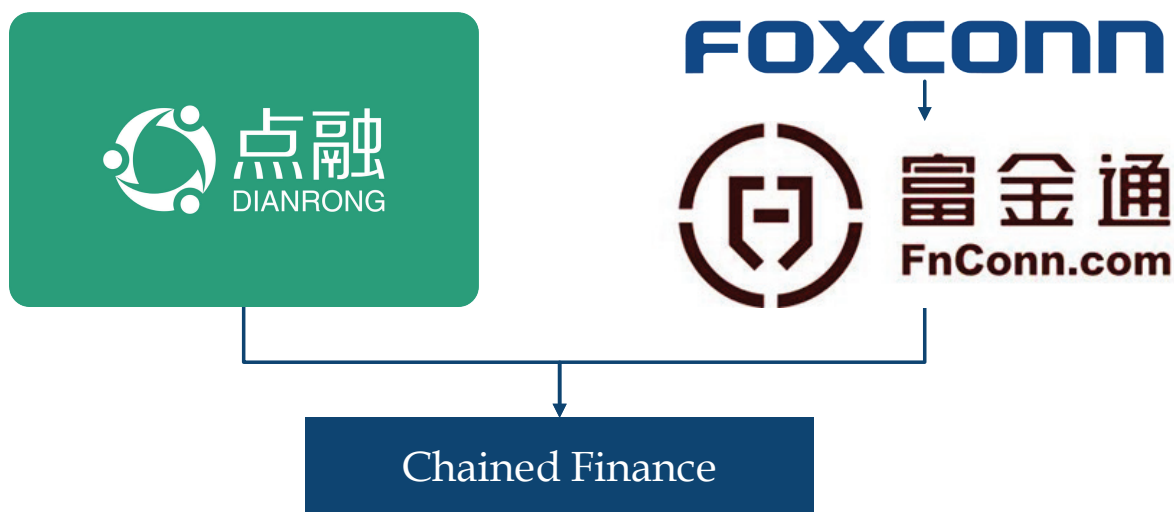 点融
DIANRONG
FOXCONN
富金通
FnConn.com
Chained Finance